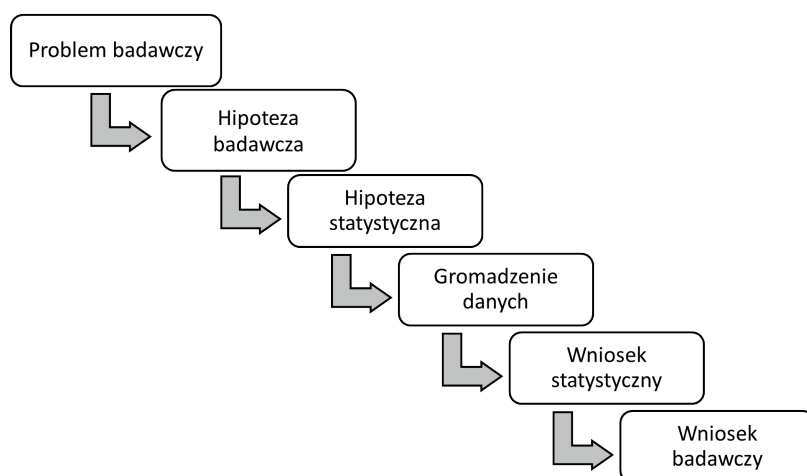 Problem badawczy
Hipoteza
badawcza
Hipoteza
statystyczna
Gromadzenie
danych
Wniosek
statystyczny
Wniosek
badawczy